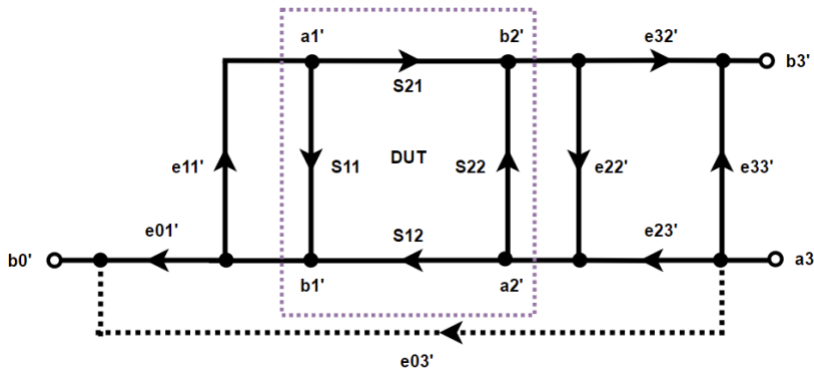 a1'
b2'
e32'
b3'
S21
e11'
S11
DUT
S22
e22'
e33'
e01'
S12
e23'
b0'
a3
b1'
a2'
e03'